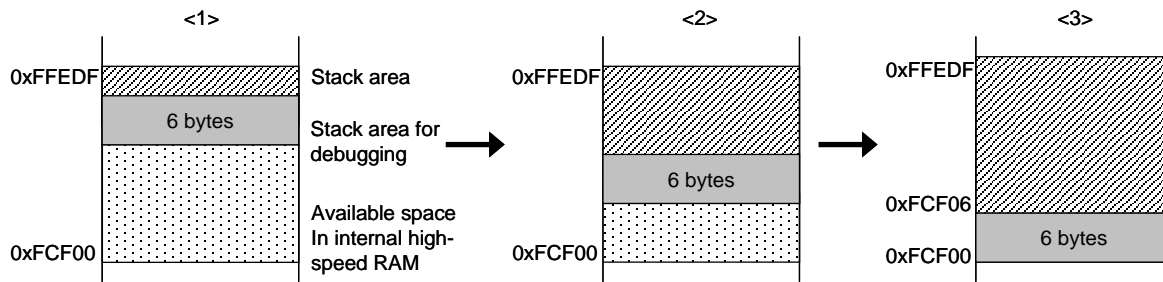 <1>
<2>
<3>
0xFFEDF
Stack area
6 bytes
Stack area for
debugging
Available space
In internal high-
speed RAM
0xFCF00
0xFFEDF
6 bytes
0xFCF00
0xFFEDF
0xFCF06
6 bytes
0xFCF00